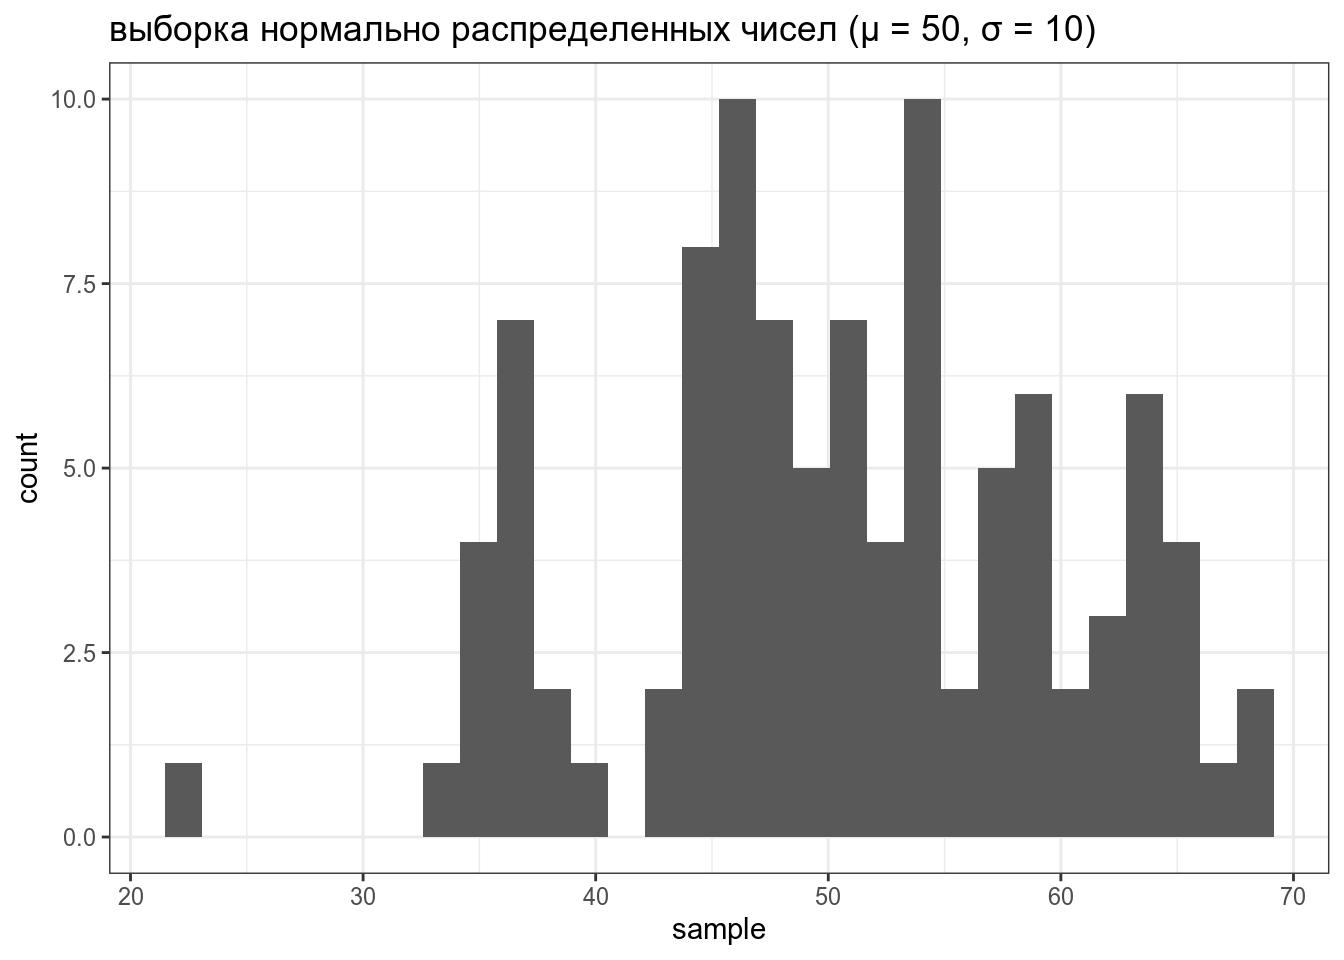 выборка нормально распределенных чисел (μ = 50, σ = 10)
10.0
7.5
5.0
2.5
0.0
count
20 30 40 50 60 70
sample